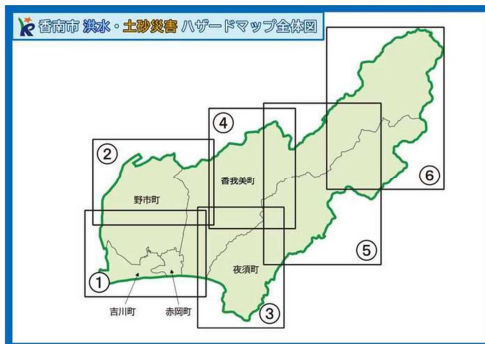 香南市 洪水・土砂災害 ハザードマップ全体図
④
②
香我美町
⑥
野市町
⑤
夜須町
①
③
吉川町
赤岡町